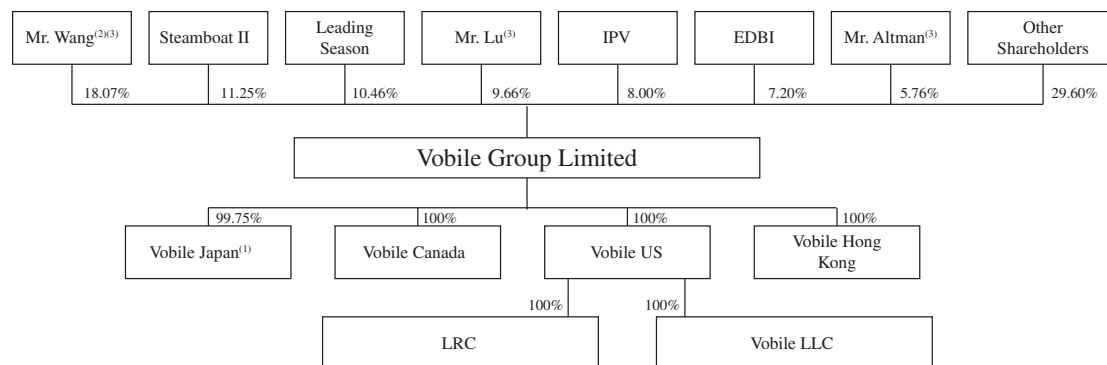 Mr. Wang(2)(3)
Steamboat II
Leading
Season
Mr. Lu(3)
IPV
EDBI
Mr. Altman(3)
Other
Shareholders
18.07%
11.25%
10.46%
9.66%
8.00%
7.20%
5.76%
29.60%
Vobile Group Limited
99.75%
100%
100%
100%
Vobile Japan(1)
Vobile Canada
Vobile US
Vobile Hong
Kong
100%
100%
LRC
Vobile LLC